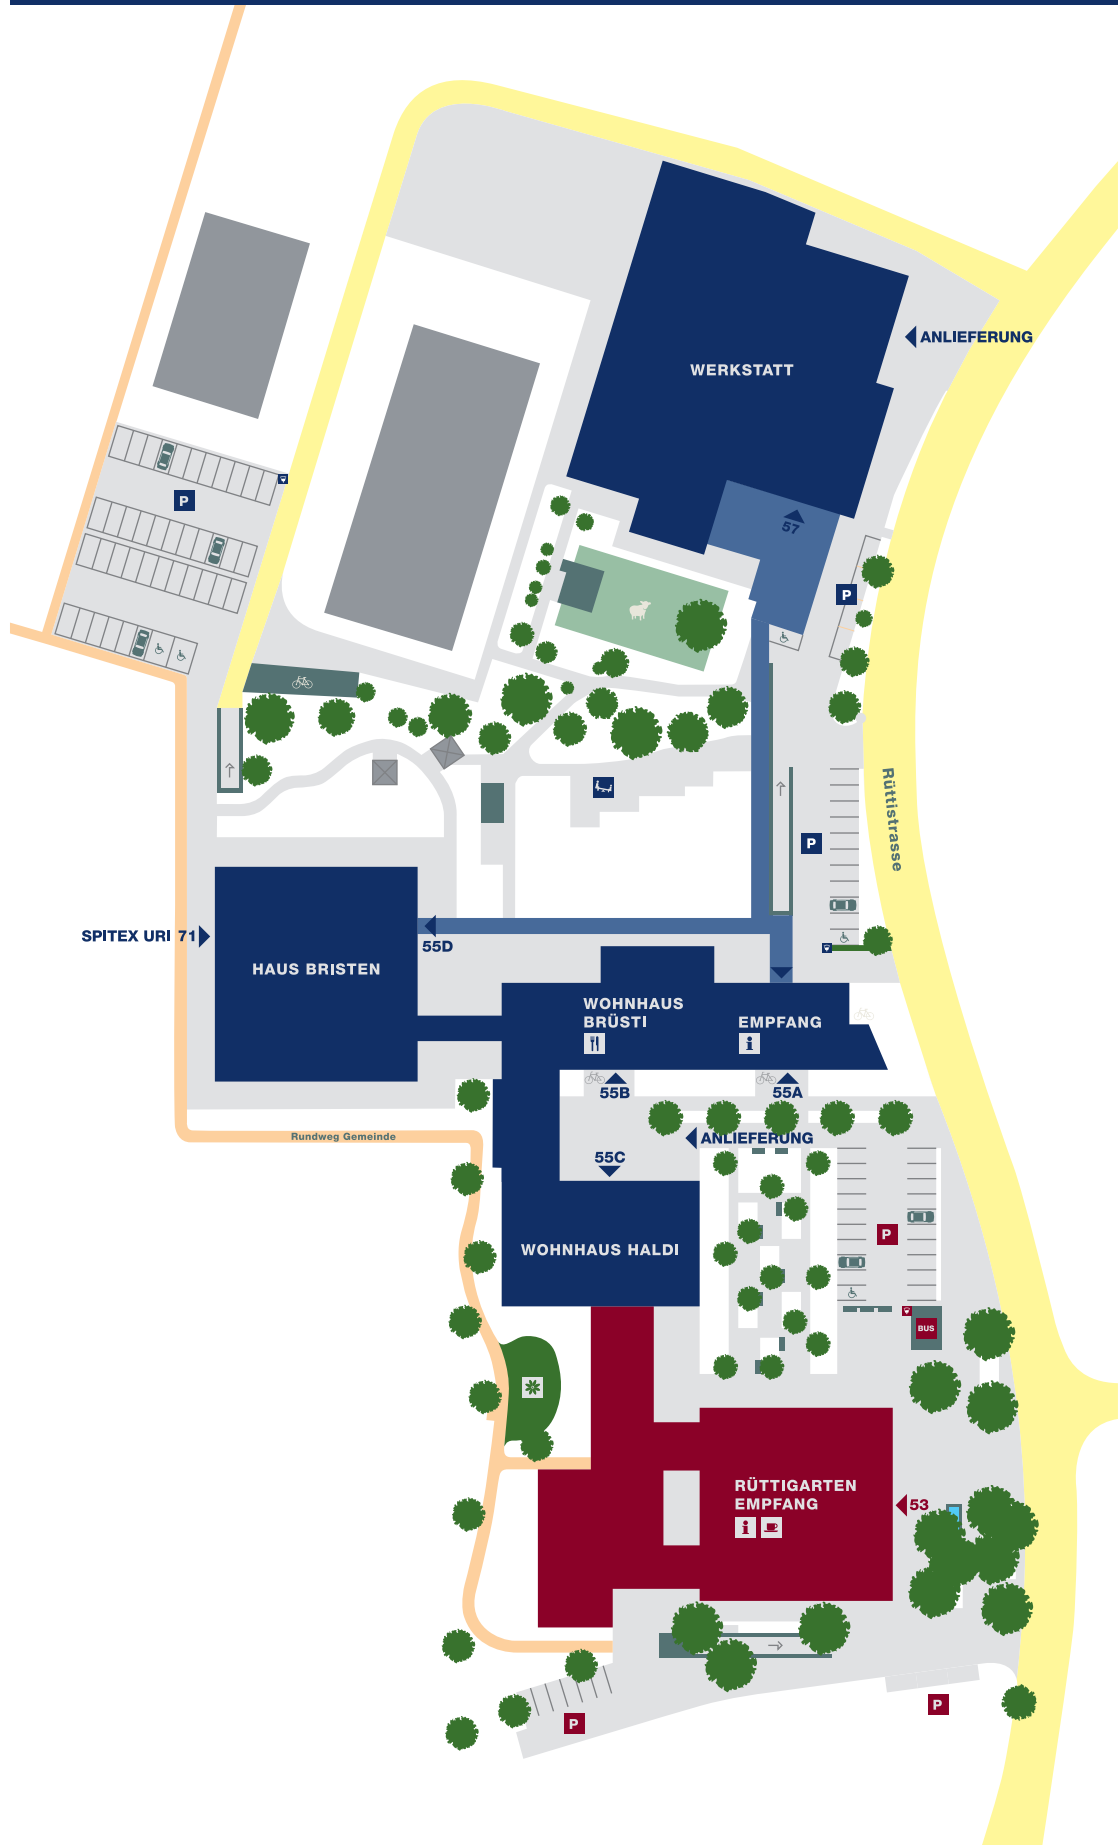 ANLIEFERUNG
WERKSTATT
P
57
P
Rüttistrasse
P
SPITEX URI 71
55D
HAUS BRISTEN
WOHNHAUS
BRÜSTI
EMPFANG
i
55B
55A
Rundweg Gemeinde
ANLIEFERUNG
55C
WOHNHAUS HALDI
P
BUS
RÜTTIGARTEN
EMPFANG
i
53
P
P